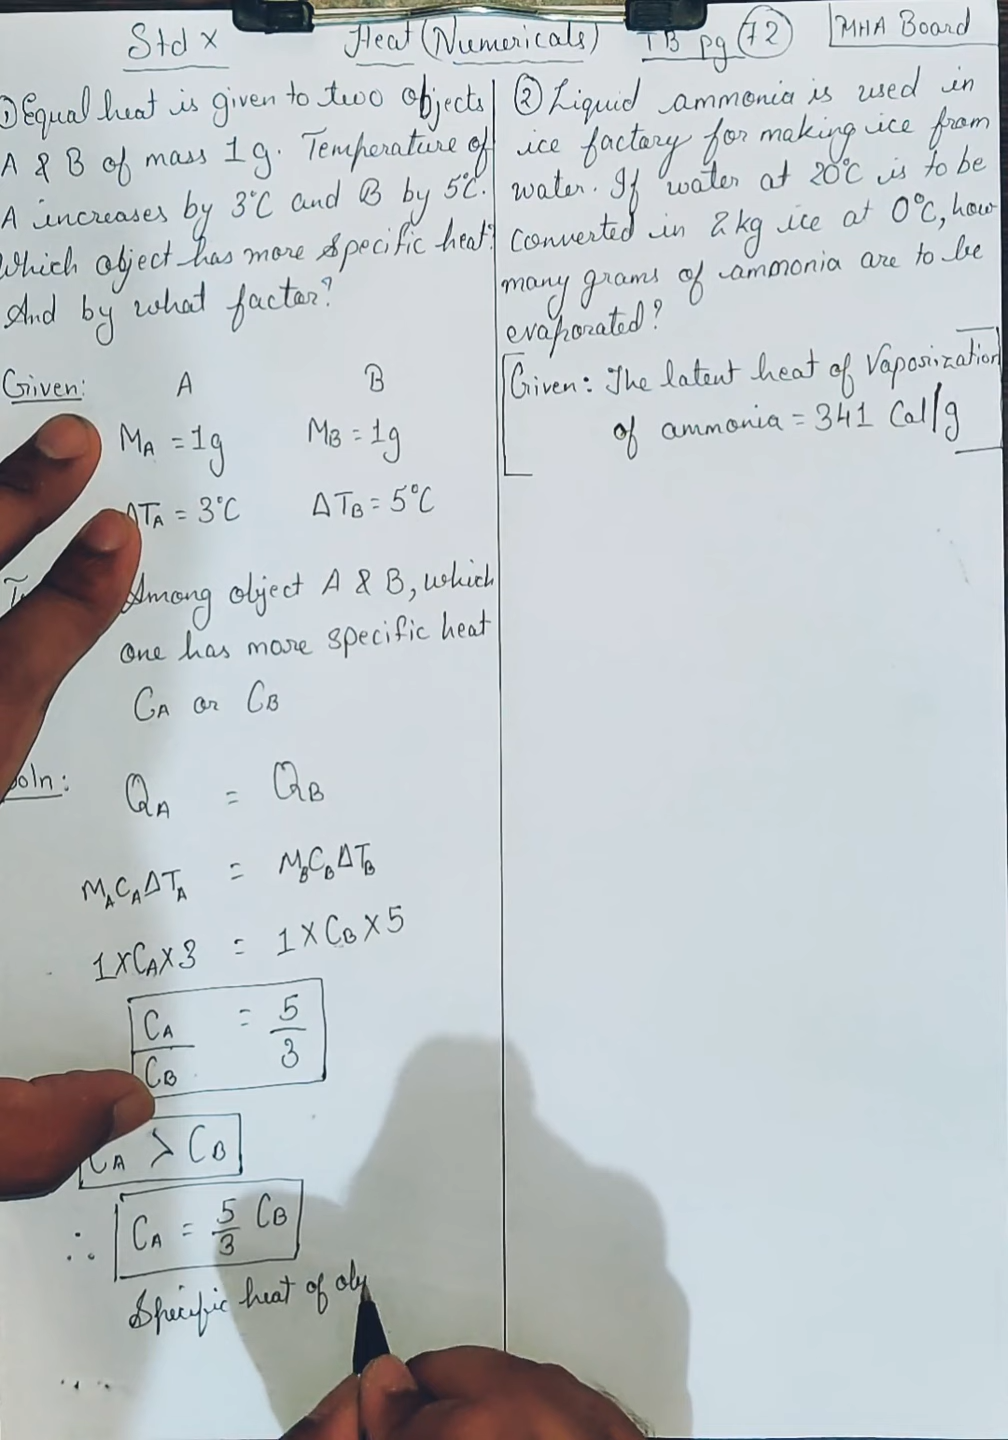 Std X
Heat (Numericals)
TB pg 72
MHA Board
① Equal heat is given to two objects
A & B of mass 1g. Temperature of
A increases by 3°C and B by 5°C.
Which object has more specific heat?
And by what factor?
Given: A B
MA = 1g MB = 1g
ΔTA = 3°C ΔTB = 5°C
Among object A & B, which
one has more specific heat
CA or CB
Soln:
QA = QB
MACAΔTA = MBCBΔTB
1×CA×3 = 1×CB×5
CA/CB = 5/3
CA > CB
∴ CA = 5/3 CB
Specific heat of obj
② Liquid ammonia is used in
ice factory for making ice from
water. If water at 20°C is to be
converted in 2 kg ice at 0°C, how
many grams of ammonia are to be
evaporated?
Given: The latent heat of Vaporization
of ammonia = 341 Cal/g